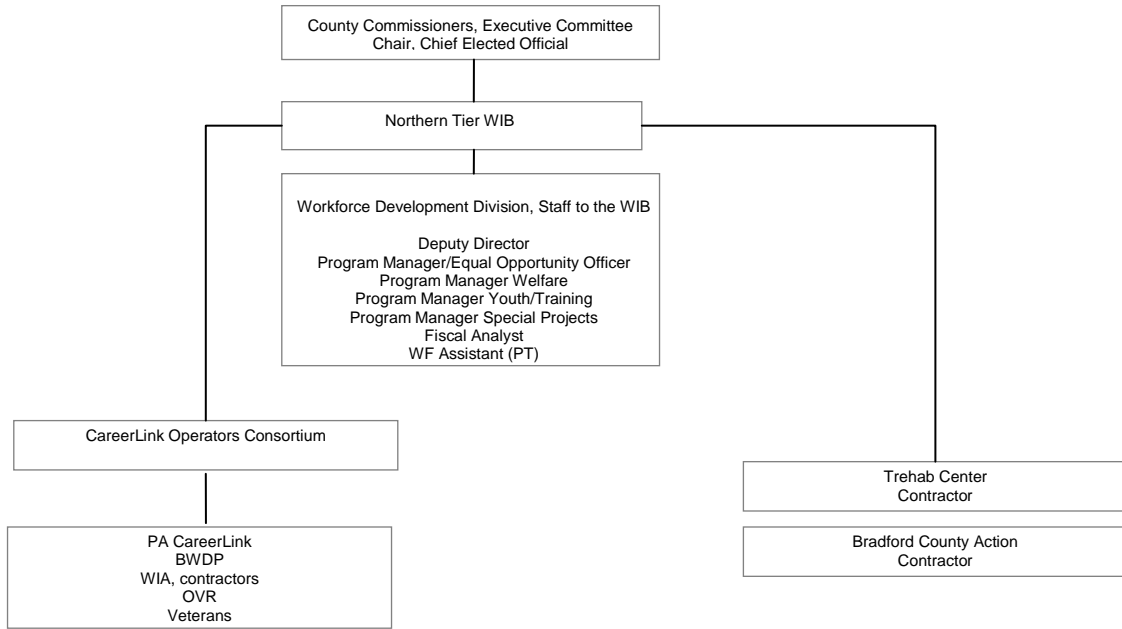 County Commissioners, Executive Committee
Chair, Chief Elected Official
Northern Tier WIB
Workforce Development Division, Staff to the WIB
Deputy Director
Program Manager/Equal Opportunity Officer
Program Manager Welfare
Program Manager Youth/Training
Program Manager Special Projects
Fiscal Analyst
WF Assistant (PT)
CareerLink Operators Consortium
PA CareerLink
BWDP
WIA, contractors
OVR
Veterans
Trehab Center
Contractor
Bradford County Action
Contractor